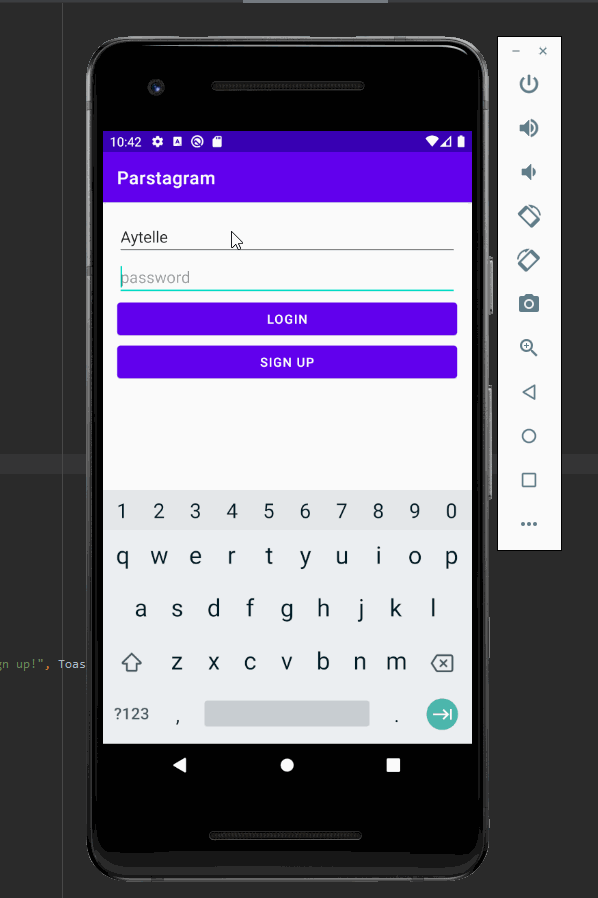 10:42
Parstagram
Aytelle
password
LOGIN
SIGN UP
1 2 3 4 5 6 7 8 9 0
q w e r t y u i o p
a s d f g h j k l
gn up!", Toas
z x c v b n m
?123 , .